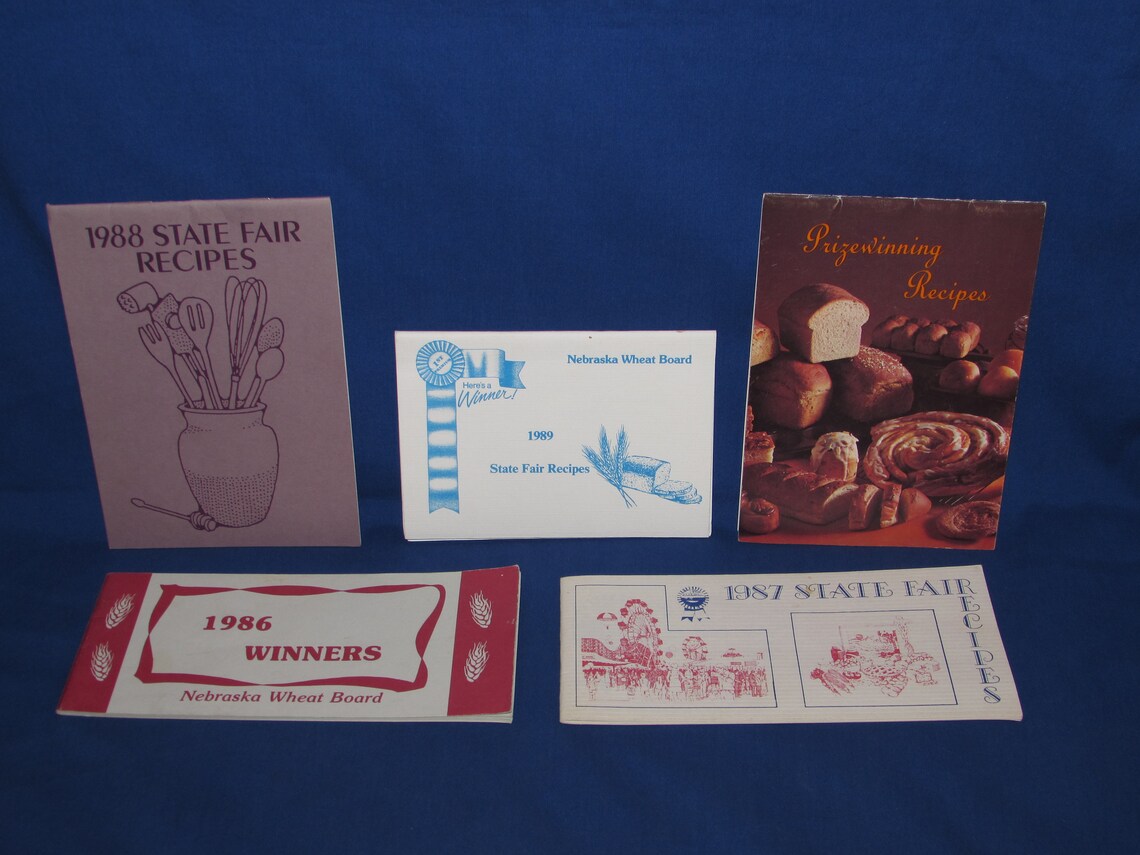 1988 STATE FAIR
RECIPES
1st
Here's a
Winner!
Nebraska Wheat Board
1989
State Fair Recipes
Prizewinning
Recipes
1986
WINNERS
Nebraska Wheat Board
1987 STATE FAIR
RECIPES